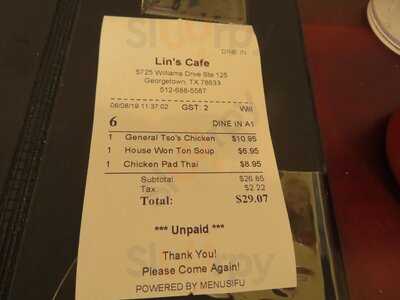 DINE IN
Lin's Cafe
5725 Williams Drive Ste 125
Georgetown, TX 78633
512-688-5587
06/08/19 11:37:02 GST: 2 VWI
6 DINE IN A1
1 General Tso's Chicken $10.95
1 House Won Ton Soup $6.95
1 Chicken Pad Thai $8.95
Subtotal $26.85
Tax $2.22
Total: $29.07
*** Unpaid ***
Thank You!
Please Come Again!
POWERED BY MENUSIFU